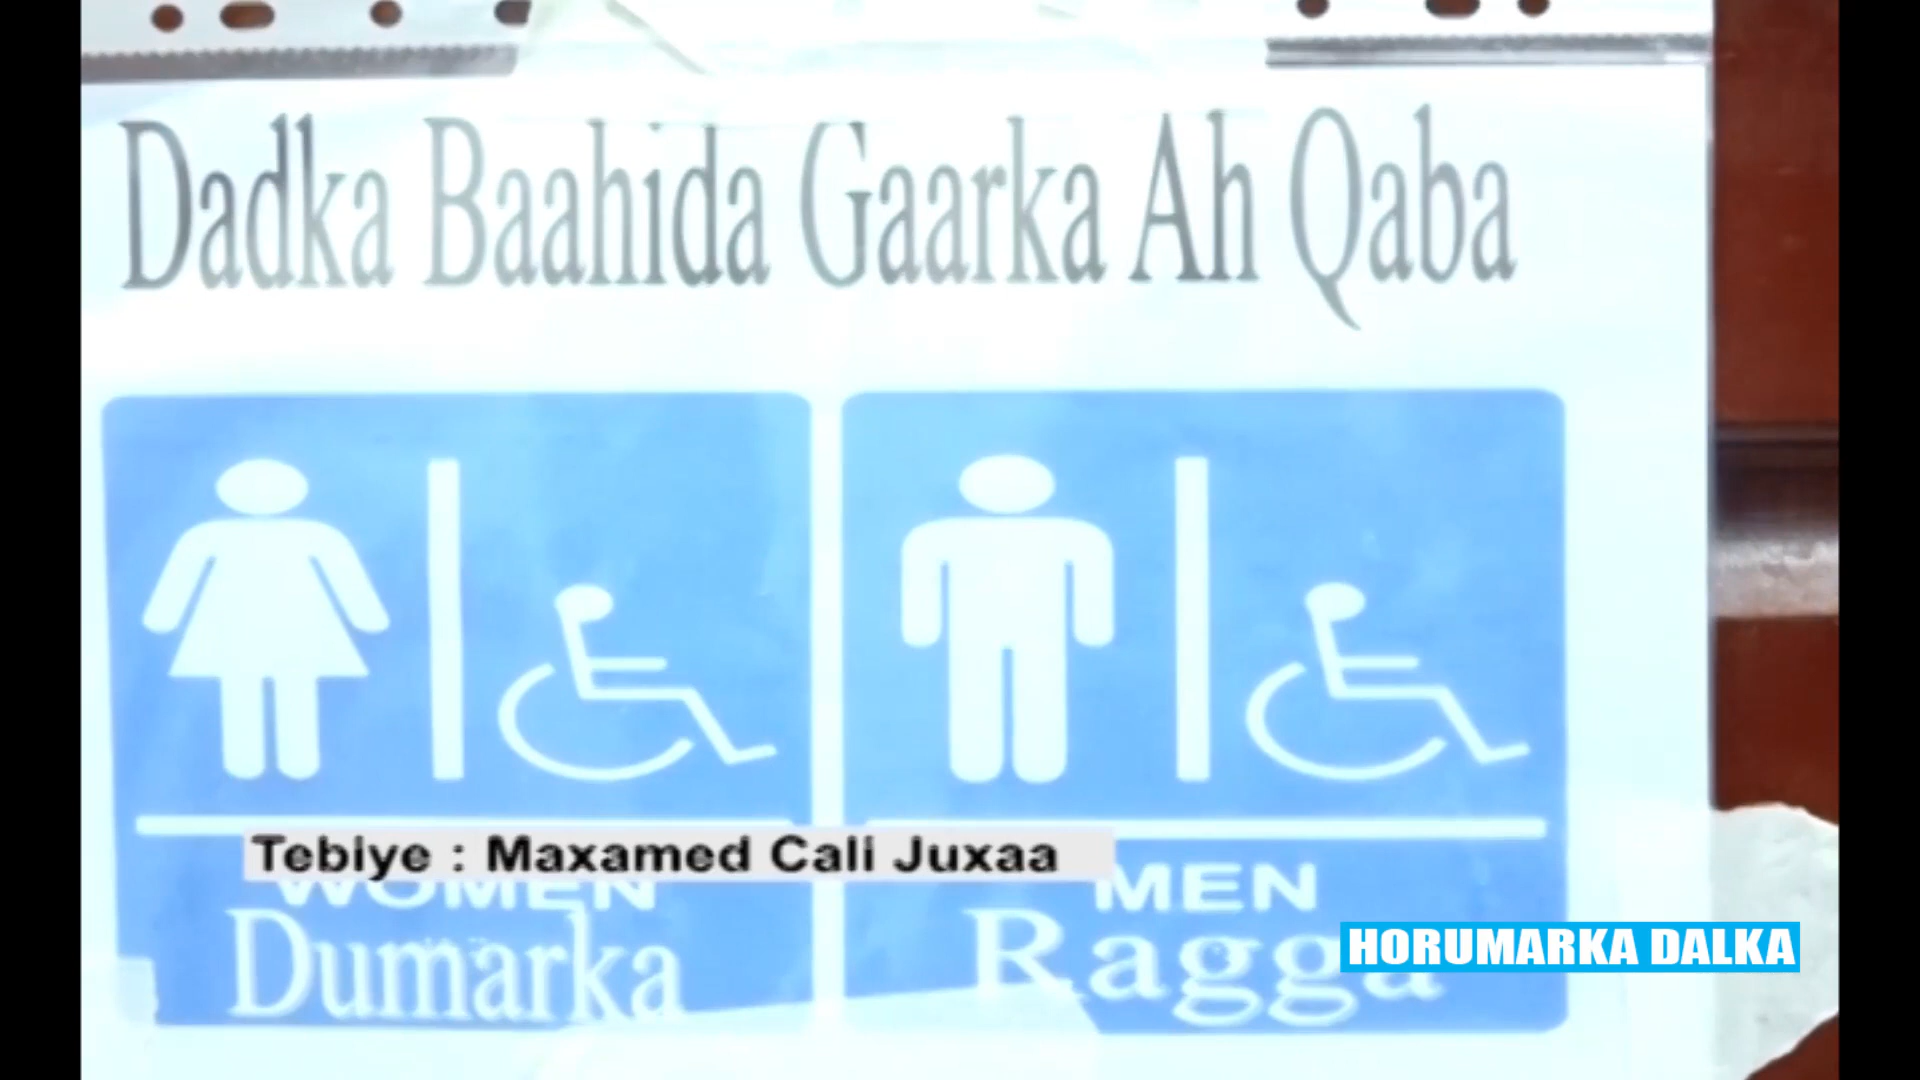 Dadka Baahida Gaarka Ah Qaba
Tebiye : Maxamed Cali Juxaa
WOMEN
Dumarka
MEN
Ragga
HORUMARKA DALKA